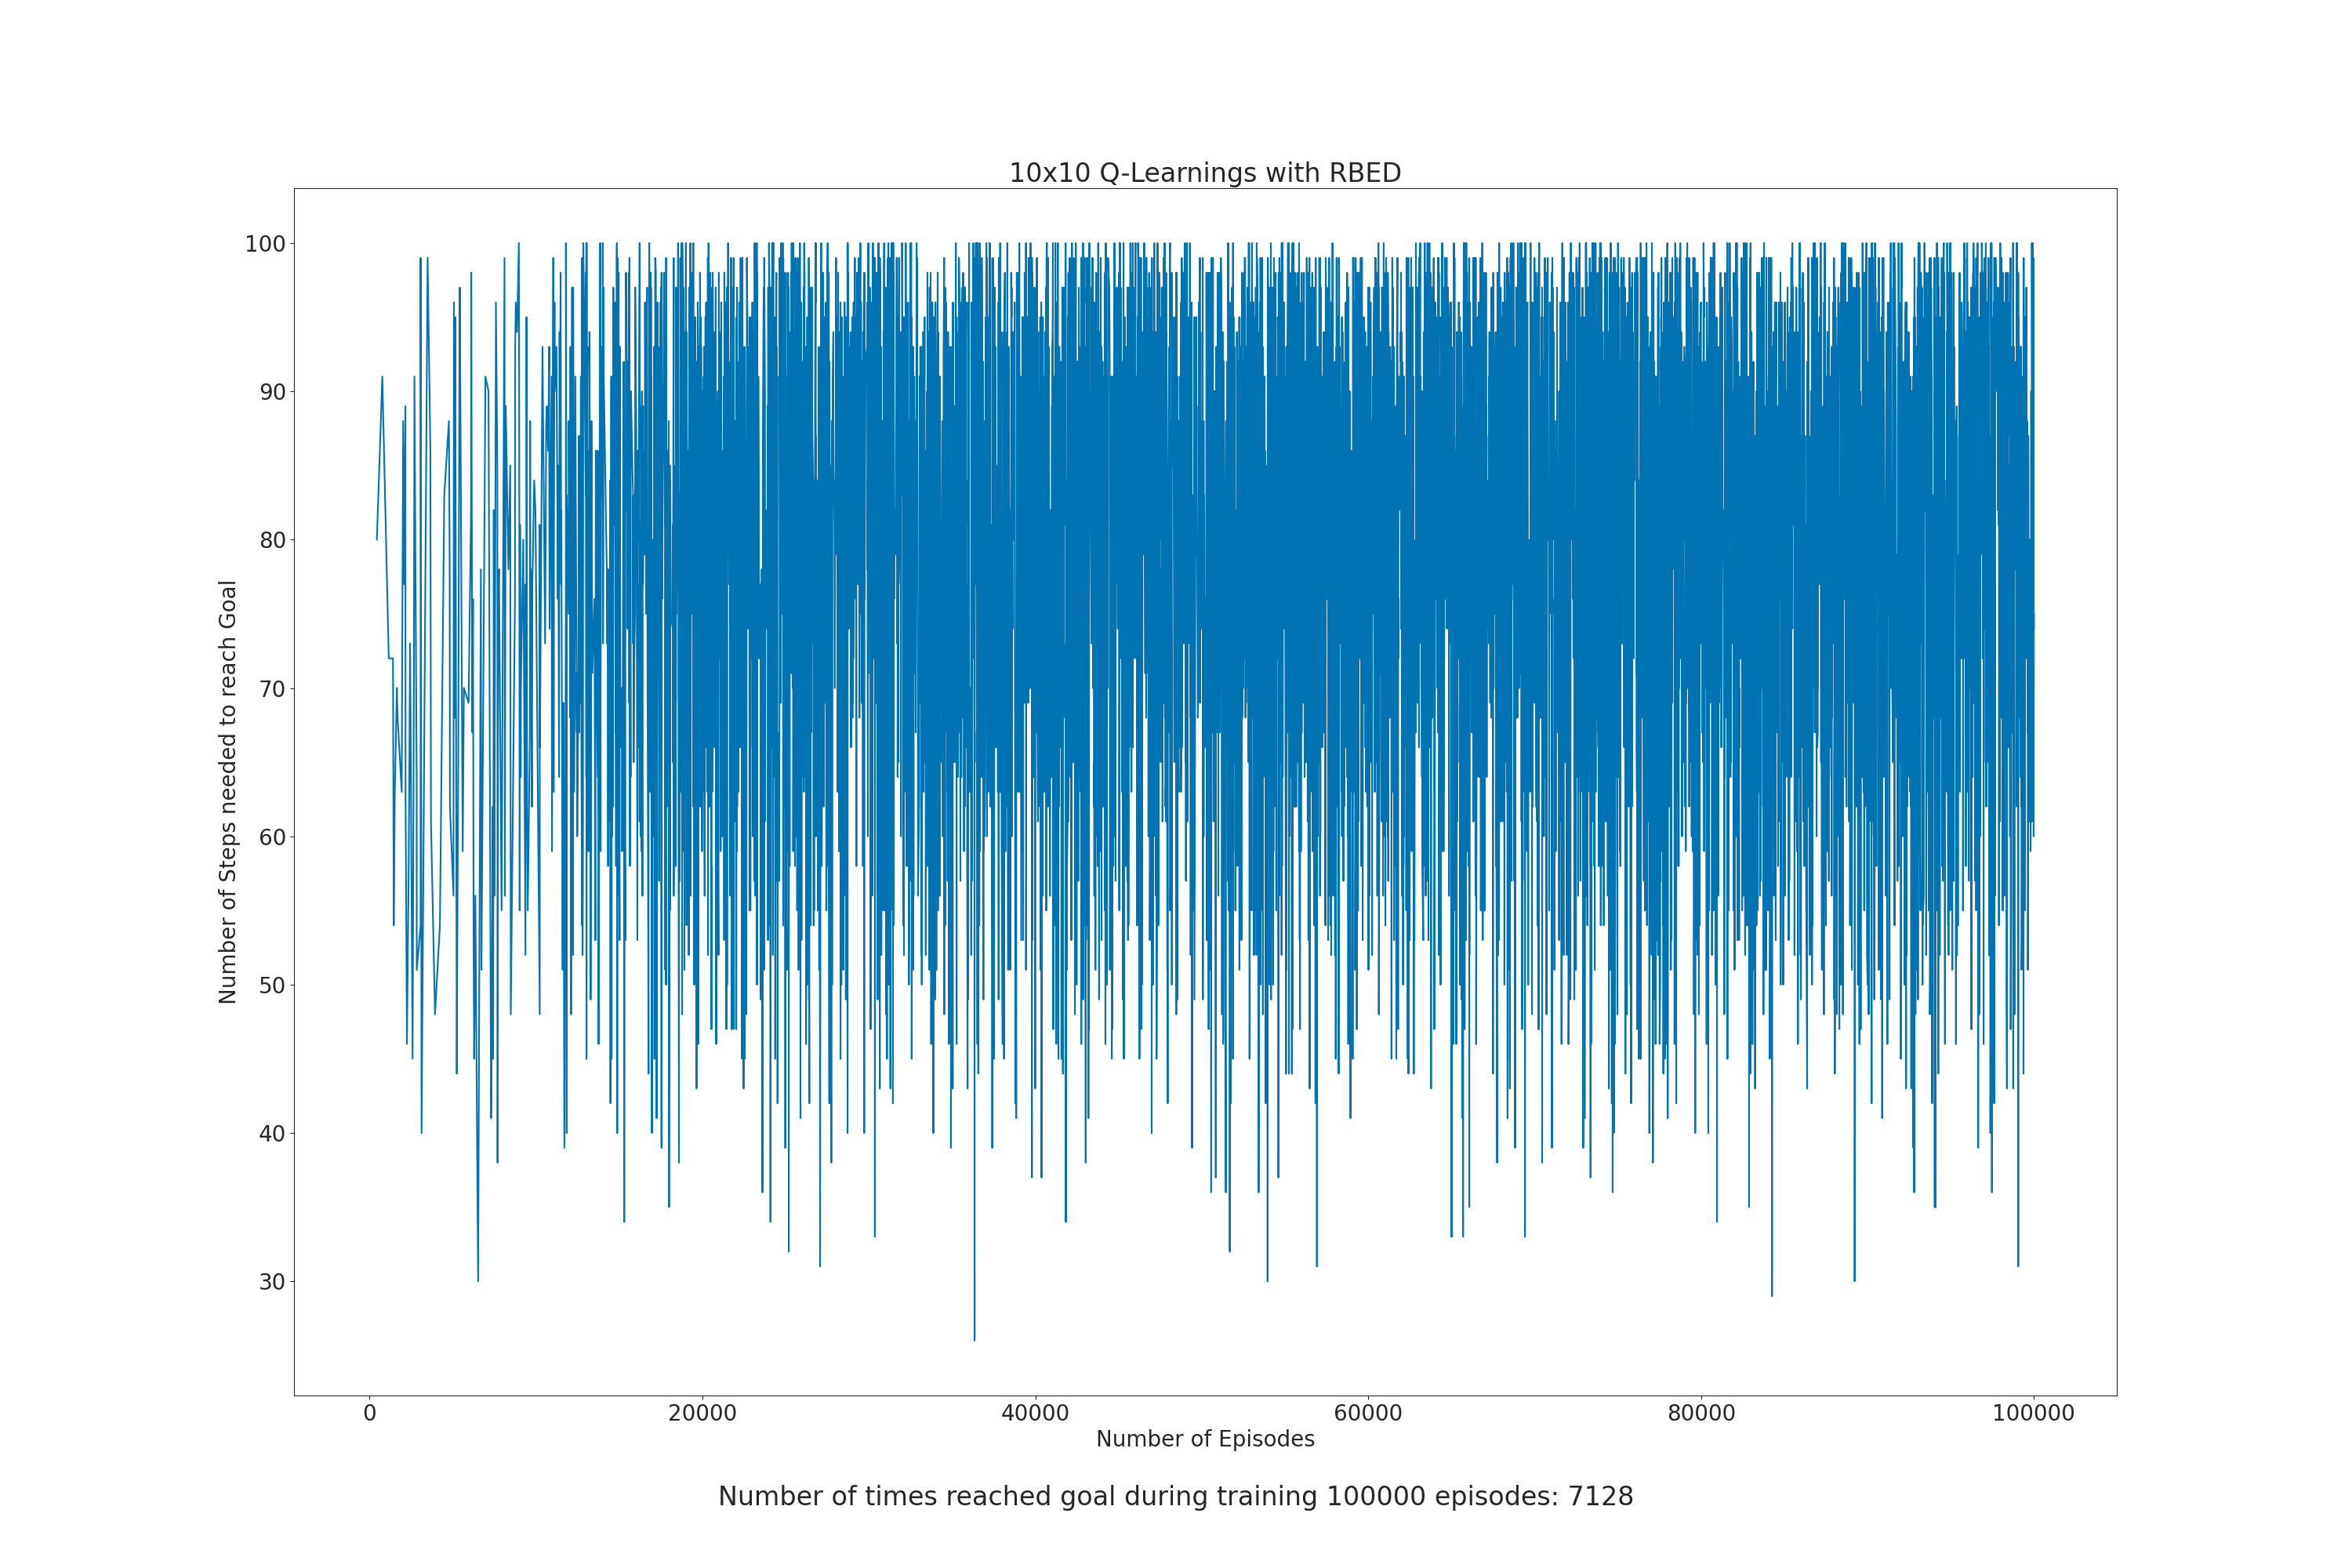 10x10 Q-Learnings with RBED
100
90
80
70
60
50
40
30
Number of Steps needed to reach Goal
0 20000 40000 60000 80000 100000
Number of Episodes
Number of times reached goal during training 100000 episodes: 7128